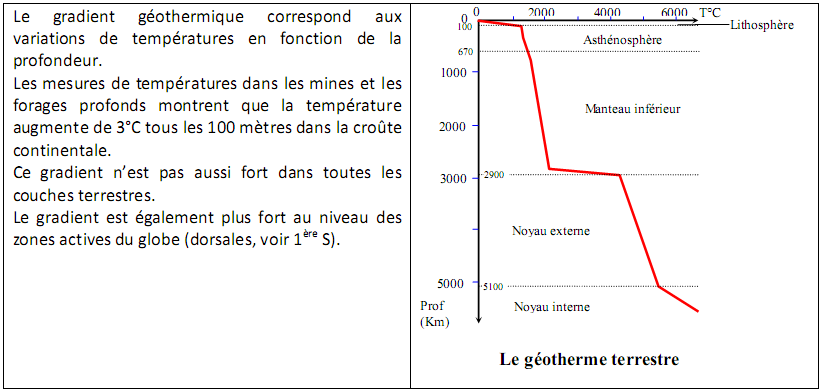 Le gradient géothermique correspond aux
variations de températures en fonction de la
profondeur.
Les mesures de températures dans les mines et les
forages profonds montrent que la température
augmente de 3°C tous les 100 mètres dans la croûte
continentale.
Ce gradient n’est pas aussi fort dans toutes les
couches terrestres.
Le gradient est également plus fort au niveau des
zones actives du globe (dorsales, voir 1ère S).
0 2000 4000 6000 T°C
0
100
Lithosphère
Asthénosphère
670
1000
Manteau inférieur
2000
3000
2900
Noyau externe
5000
5100
Prof
(Km)
Noyau interne
Le géotherme terrestre